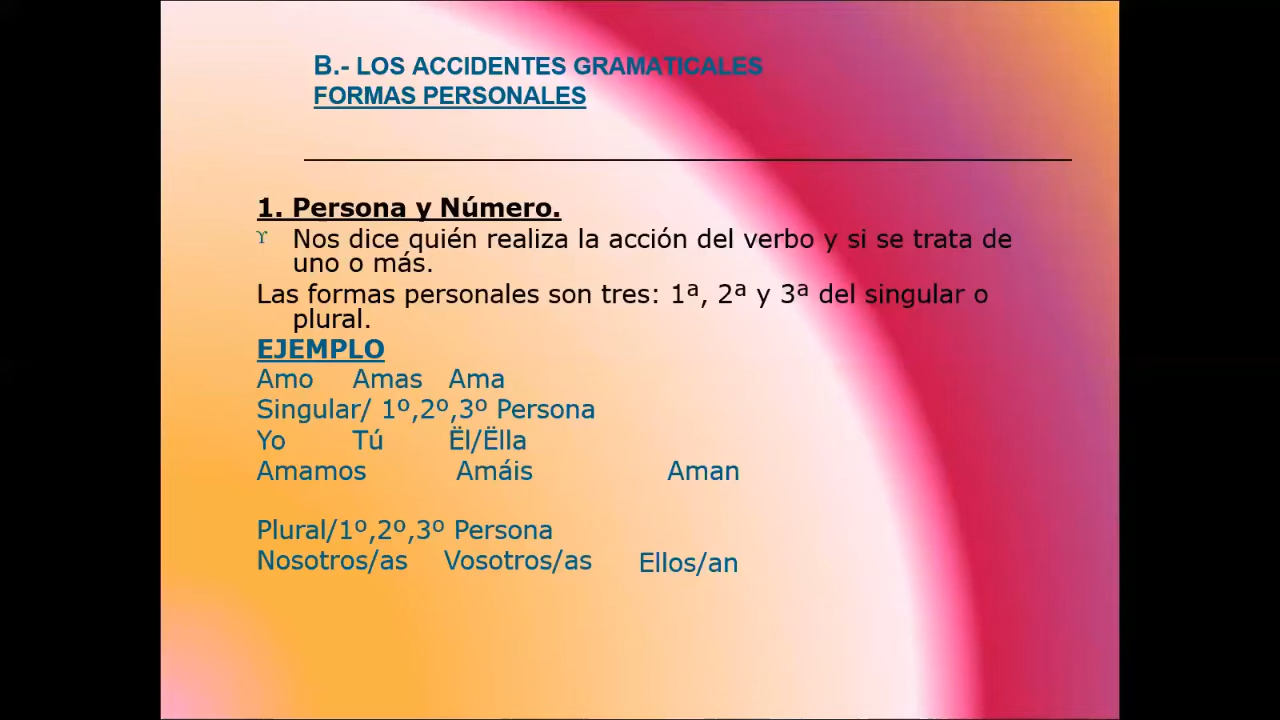 B.- LOS ACCIDENTES GRAMATICALES
FORMAS PERSONALES
1. Persona y Número.
Nos dice quién realiza la acción del verbo y si se trata de
uno o más.
Las formas personales son tres: 1ª, 2ª y 3ª del singular o
plural.
EJEMPLO
Amo Amas Ama
Singular/ 1º,2º,3º Persona
Yo Tú Ël/Ëlla
Amamos Amáis Aman
Plural/1º,2º,3º Persona
Nosotros/as Vosotros/as Ellos/an